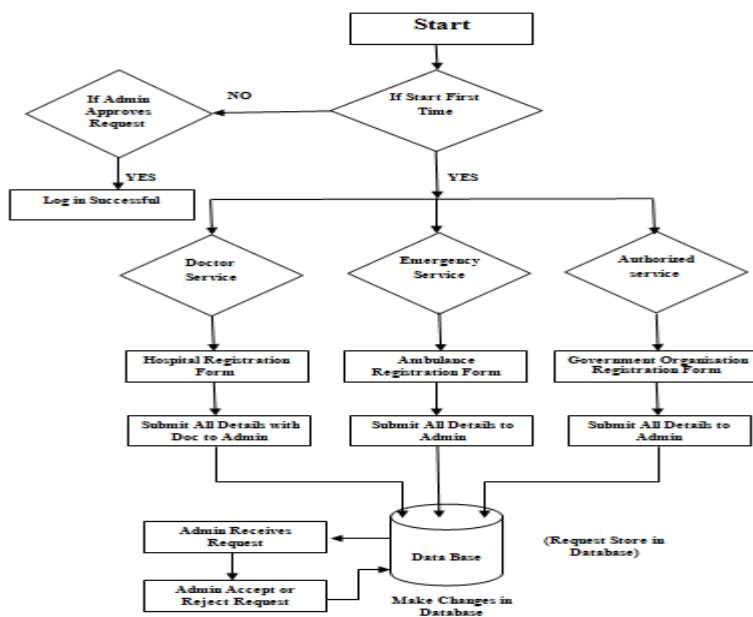 Start
If Start First
Time
NO
If Admin
Approves
Request
YES
Log in Successful
YES
Doctor
Service
Emergency
Service
Authorized
service
Hospital Registration
Form
Ambulance
Registration Form
Government Organisation
Registration Form
Submit All Details with
Doc to Admin
Submit All Details to
Admin
Submit All Details to
Admin
Admin Receives
Request
Data Base
(Request Store in
Database)
Admin Accept or
Reject Request
Make Changes in
Database